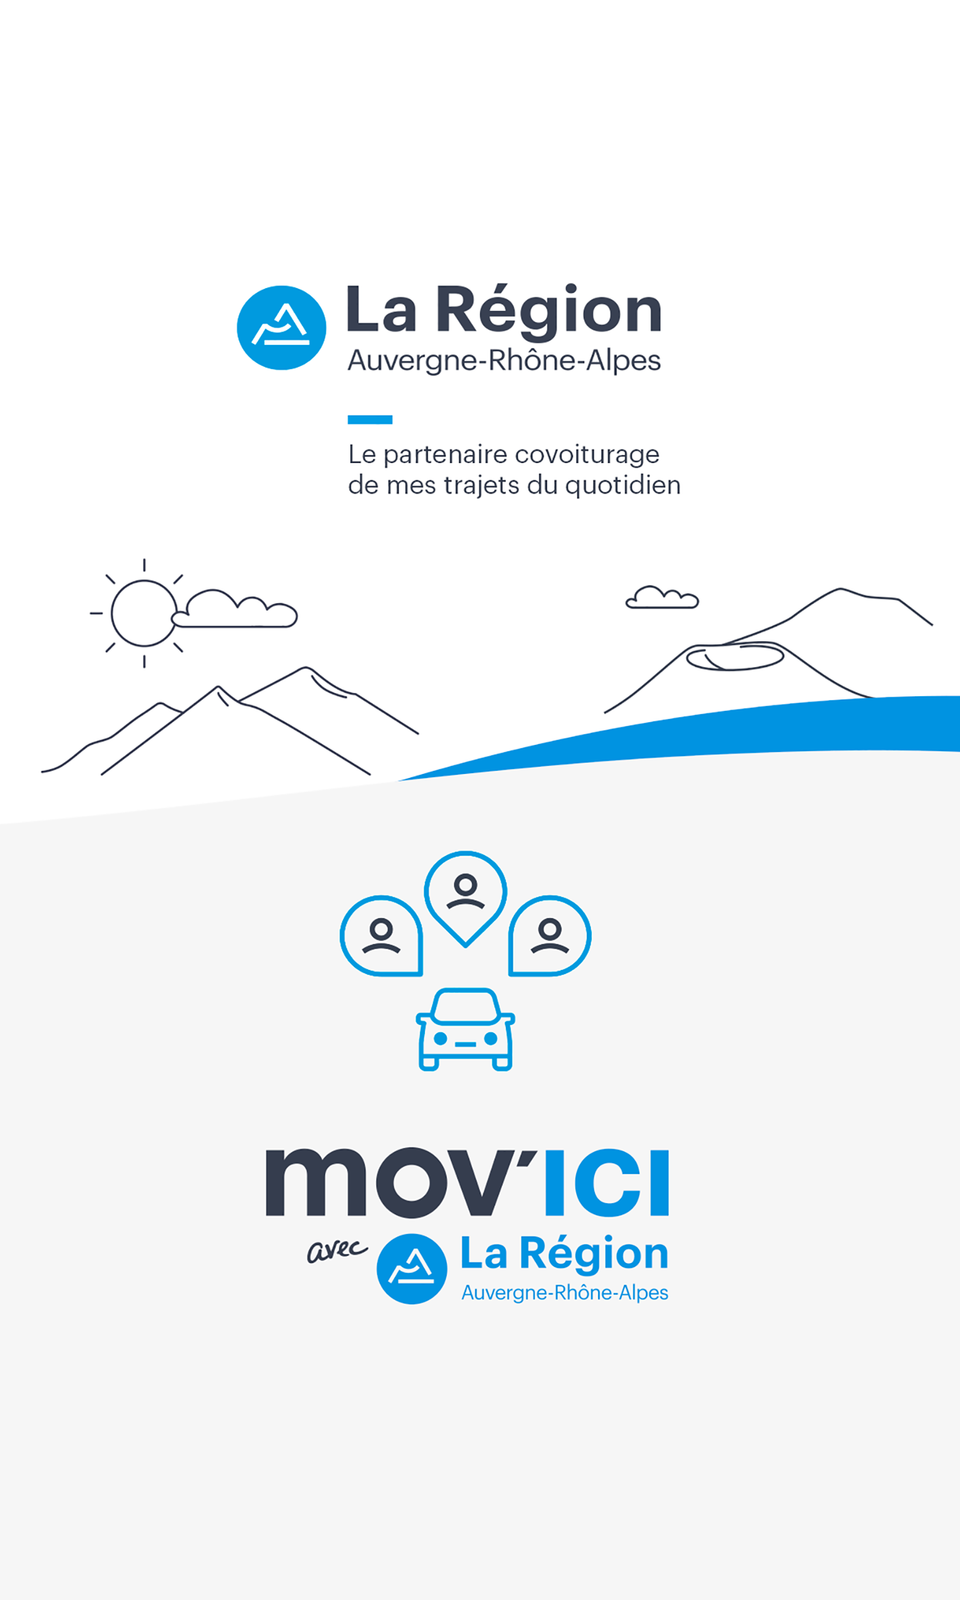 La Région
Auvergne-Rhône-Alpes
Le partenaire covoiturage
de mes trajets du quotidien
mov'ICI
avec La Région
Auvergne-Rhône-Alpes